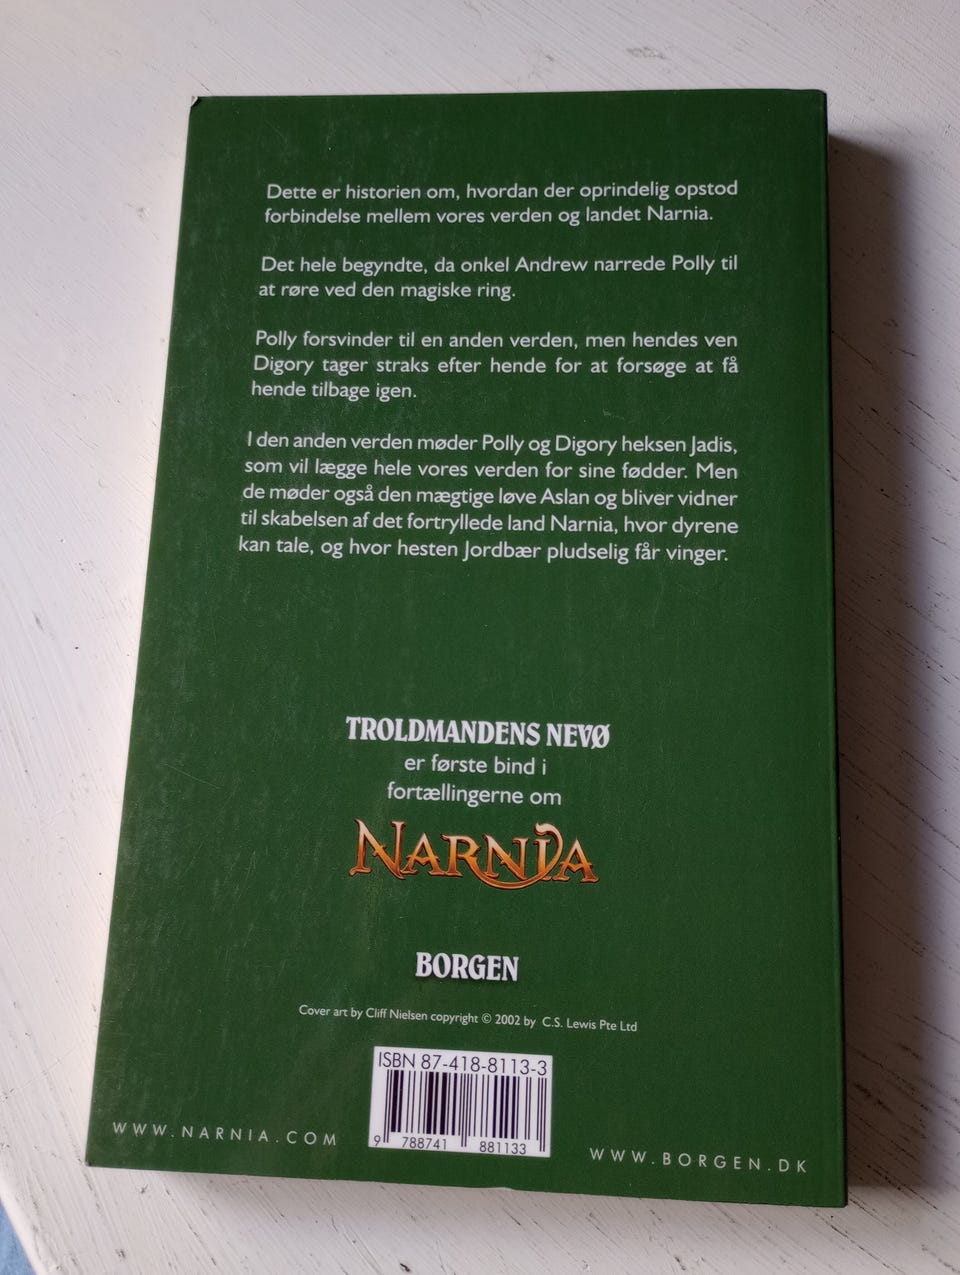 Dette er historien om, hvordan der oprindelig opstod
forbindelse mellem vores verden og landet Narnia.
Det hele begyndte, da onkel Andrew narrede Polly til
at røre ved den magiske ring.
Polly forsvinder til en anden verden, men hendes ven
Digory tager straks efter hende for at forsøge at få
hende tilbage igen.
I den anden verden møder Polly og Digory heksen Jadis,
som vil lægge hele vores verden for sine fødder. Men
de møder også den mægtige løve Aslan og bliver vidner
til skabelsen af det fortryllede land Narnia, hvor dyrene
kan tale, og hvor hesten Jordbær pludselig får vinger.
TROLDMANDENS NEVØ
er første bind i
fortællingerne om
NARNIA
BORGEN
Cover art by Cliff Nielsen copyright © 2002 by C.S. Lewis Pte Ltd
ISBN 87-418-8113-3
9 788741 881133
WWW.NARNIA.COM
WWW.BORGEN.DK